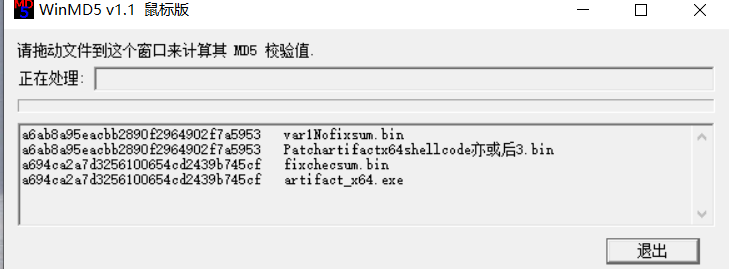 MD5 WinMD5 v1.1 鼠标版
请拖动文件到这个窗口来计算其 MD5 校验值.
正在处理:
a6ab8a95eacbb2890f2964902f7a5953 var1Nofixsum.bin
a6ab8a95eacbb2890f2964902f7a5953 Patchartifactx64shellcode亦或后3.bin
a694ca2a7d3256100654cd2439b745cf fixchecsum.bin
a694ca2a7d3256100654cd2439b745cf artifact_x64.exe
退出